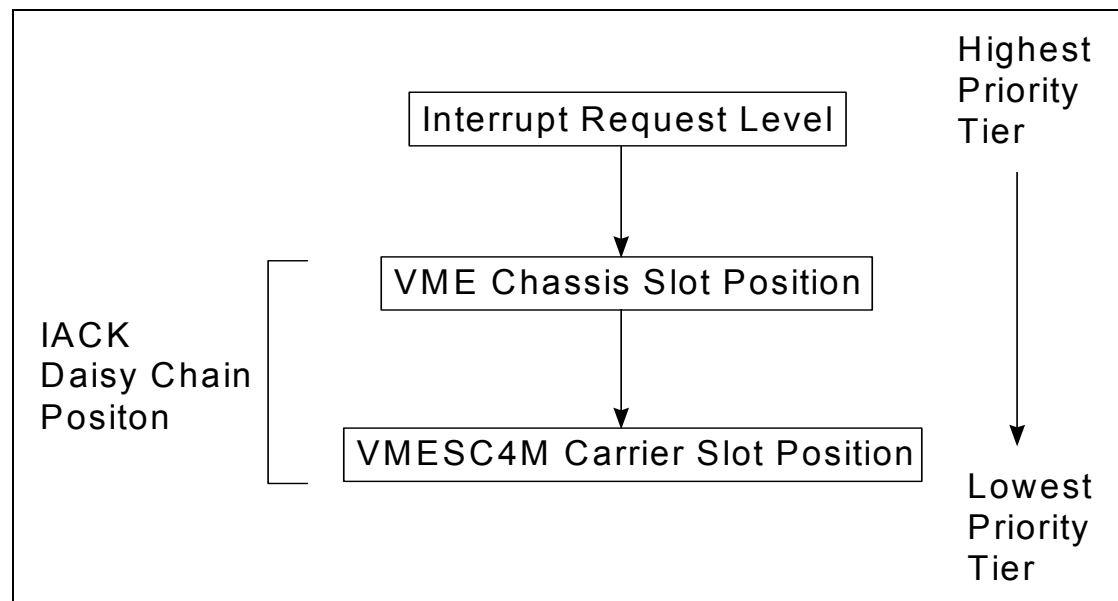 Highest
Priority
Tier
Interrupt Request Level
VME Chassis Slot Position
IACK
Daisy Chain
Positon
VMESC4M Carrier Slot Position
Lowest
Priority
Tier